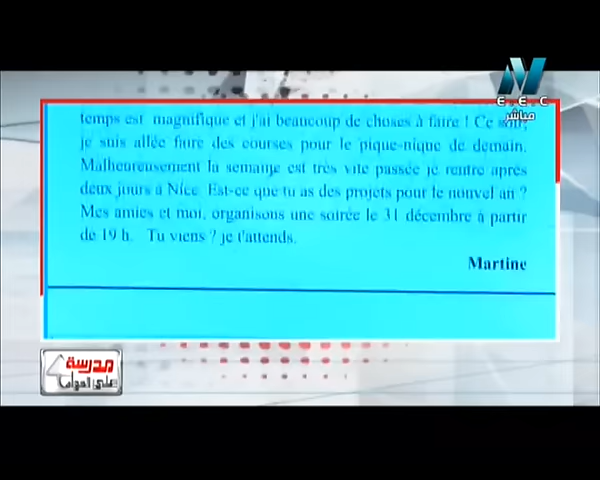 E.E.C
مباشر
temps est magnifique et j'ai beaucoup de choses à faire ! Ce soir,
je suis allée faire des courses pour le pique-nique de demain.
Malheureusement la semaine est très vite passée je rentre après
deux jours à Nice. Est-ce que tu as des projets pour le nouvel an ?
Mes amies et moi, organisons une soirée le 31 décembre à partir
de 19 h. Tu viens ? je t'attends.
Martine
مدرسة
على الهواء